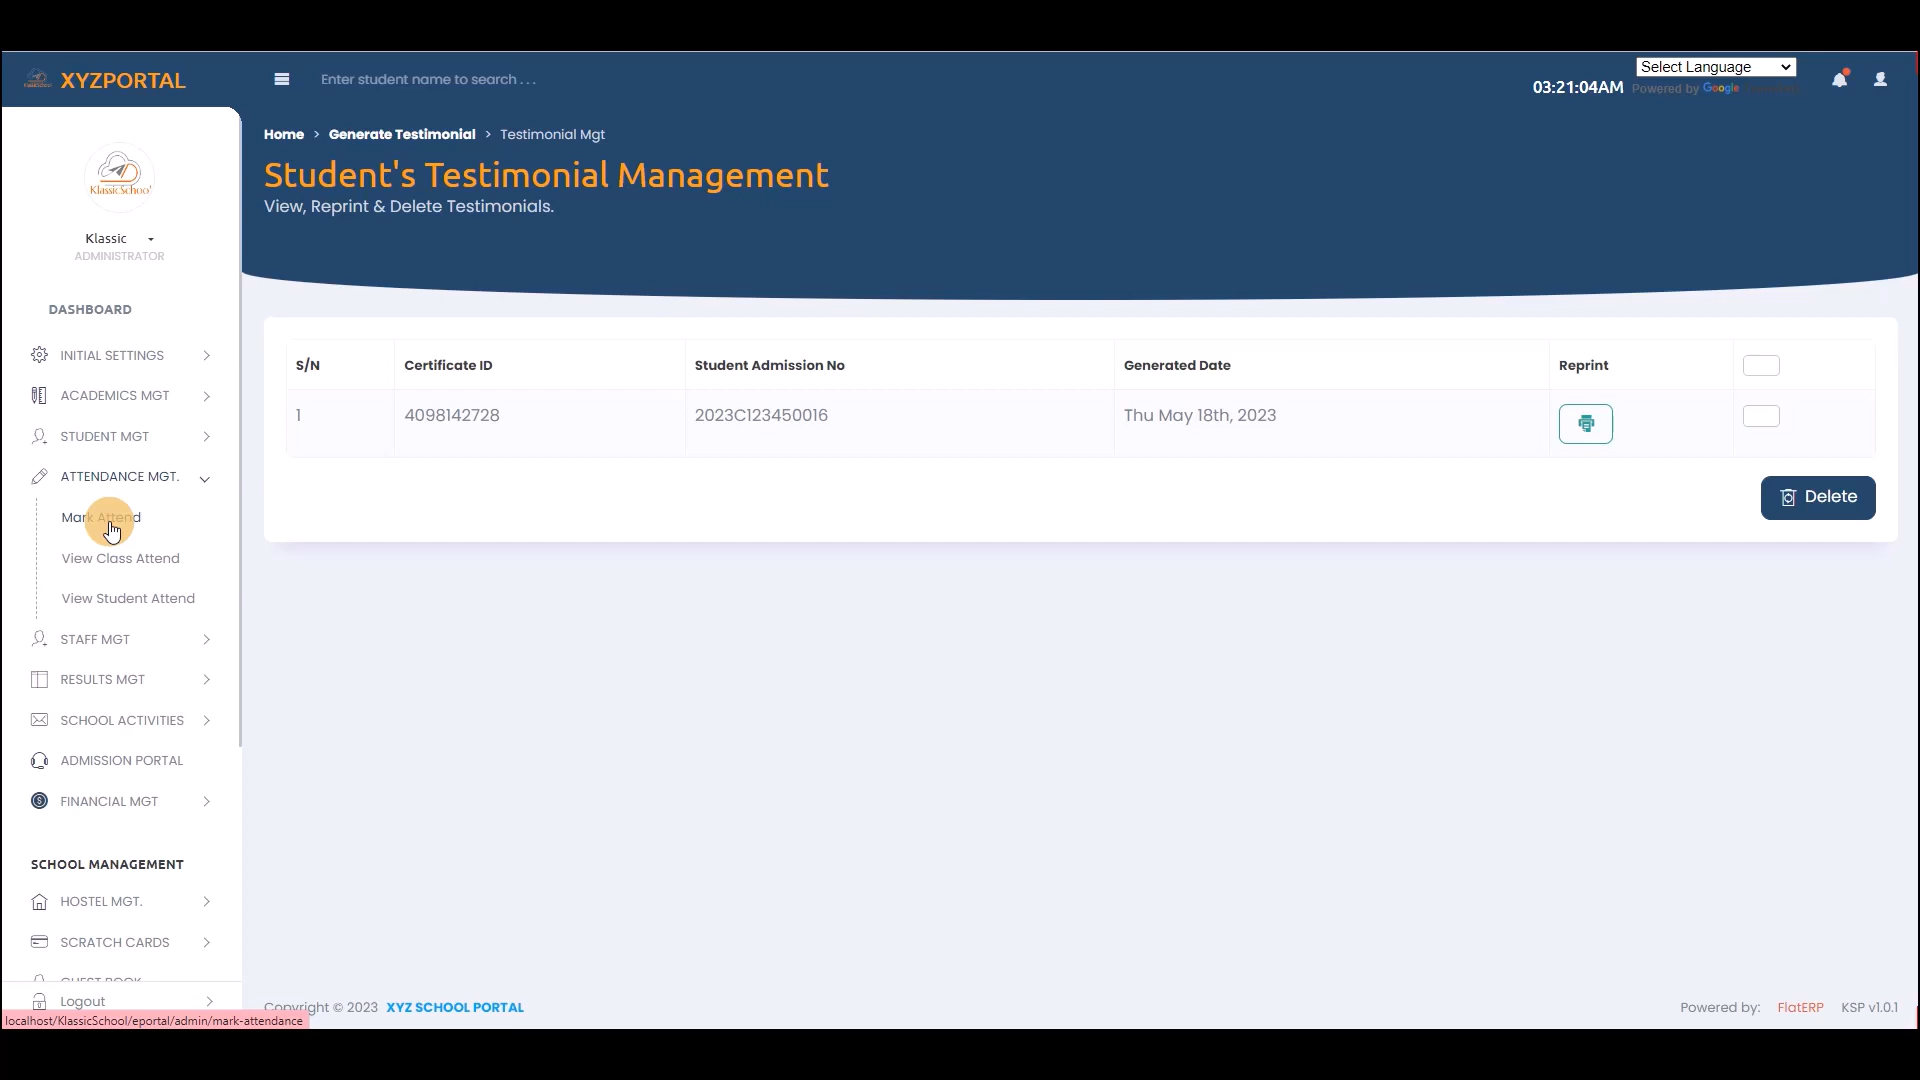 XYZPORTAL
Enter student name to search . . .
03:21:04AM
Select Language
Powered by Google
KlassicSchool
Klassic
ADMINISTRATOR
DASHBOARD
INITIAL SETTINGS
ACADEMICS MGT
STUDENT MGT
ATTENDANCE MGT.
Mark Attend
View Class Attend
View Student Attend
STAFF MGT
RESULTS MGT
SCHOOL ACTIVITIES
ADMISSION PORTAL
FINANCIAL MGT
SCHOOL MANAGEMENT
HOSTEL MGT.
SCRATCH CARDS
GUEST BOOK
Logout
localhost/KlassicSchool/eportal/admin/mark-attendance
Home > Generate Testimonial > Testimonial Mgt
Student's Testimonial Management
View, Reprint & Delete Testimonials.
S/N Certificate ID Student Admission No Generated Date Reprint
1 4098142728 2023C123450016 Thu May 18th, 2023
Delete
Copyright © 2023 XYZ SCHOOL PORTAL
Powered by: FlatERP KSP v1.0.1